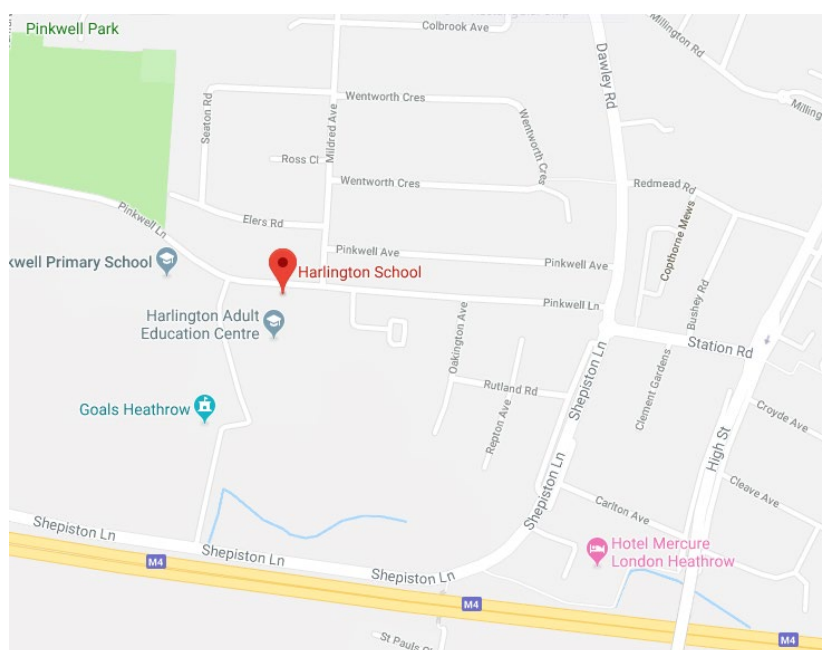 Pinkwell Park
Colbrook Ave
Millington Rd
Dawley Rd
Wentworth Cres
Seaton Rd
Mildred Ave
Wentworth Cres
Ross Cl
Wentworth Cres
Redmead Rd
Pinkwell Ln
Elers Rd
Copthorne Mews
Pinkwell Ave
kwell Primary School
Pinkwell Ave
Harlington School
Bushey Rd
Pinkwell Ln
Harlington Adult
Education Centre
Oakington Ave
Station Rd
Shepiston Ln
Rutland Rd
Clement Gardens
Goals Heathrow
Croyde Ave
Repton Ave
High St
Cleave Ave
Shepiston Ln
Carlton Ave
Shepiston Ln
Shepiston Ln
Hotel Mercure
London Heathrow
M4
Shepiston Ln
M4
M4
St Pauls